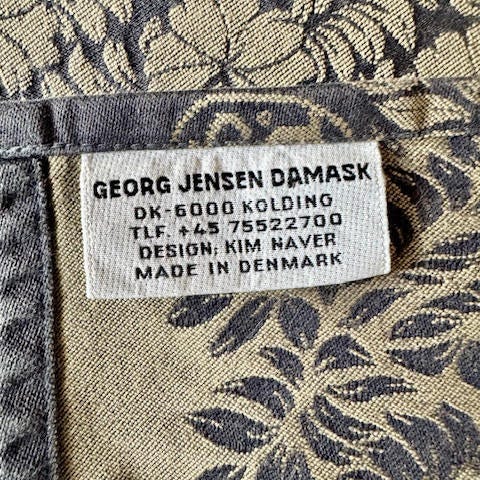 GEORG JENSEN DAMASK
DK-6000 KOLDING
TLF. +45 75522700
DESIGN: KIM NAVER
MADE IN DENMARK